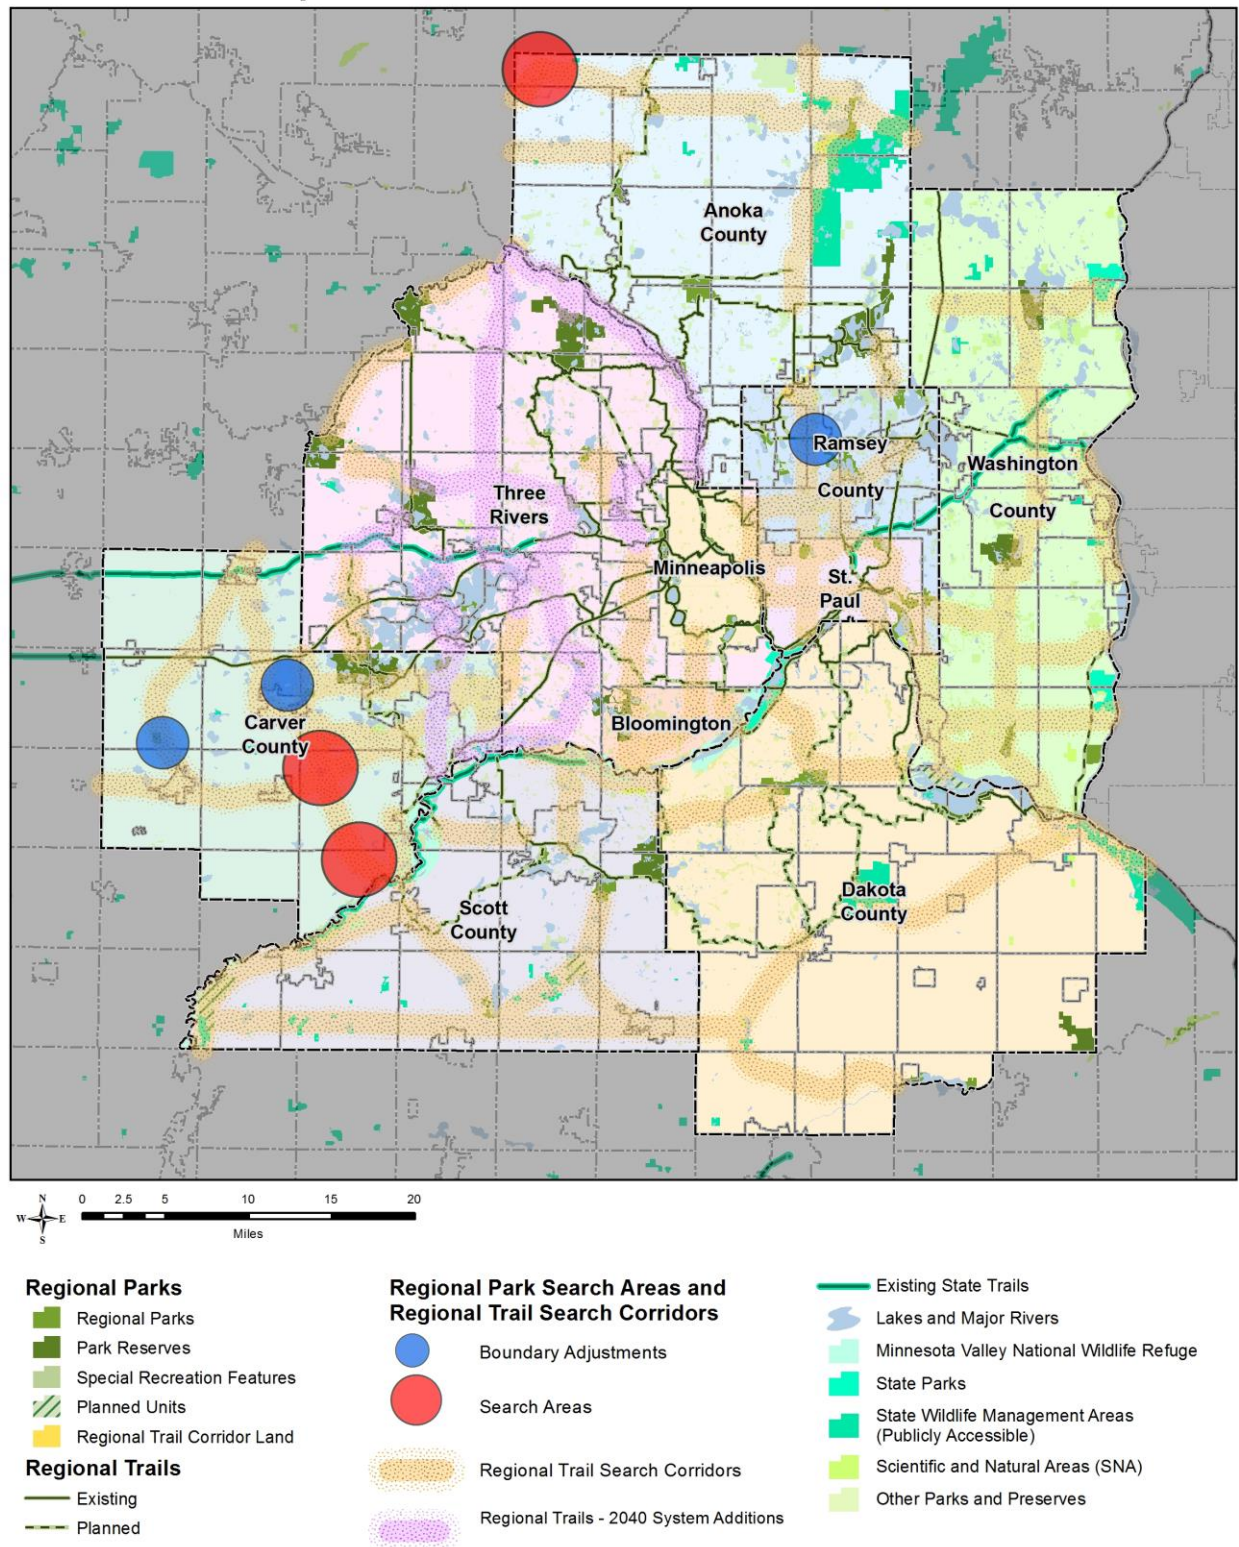 Anoka
County
Ramsey
County
Washington
County
Three
Rivers
Minneapolis
St.
Paul
Carver
County
Bloomington
Scott
County
Dakota
County
N
W E
S
0 2.5 5 10 15 20
Miles
Regional Parks
Regional Parks
Park Reserves
Special Recreation Features
Planned Units
Regional Trail Corridor Land
Regional Trails
Existing
Planned
Regional Park Search Areas and
Regional Trail Search Corridors
Boundary Adjustments
Search Areas
Regional Trail Search Corridors
Regional Trails - 2040 System Additions
Existing State Trails
Lakes and Major Rivers
Minnesota Valley National Wildlife Refuge
State Parks
State Wildlife Management Areas
(Publicly Accessible)
Scientific and Natural Areas (SNA)
Other Parks and Preserves